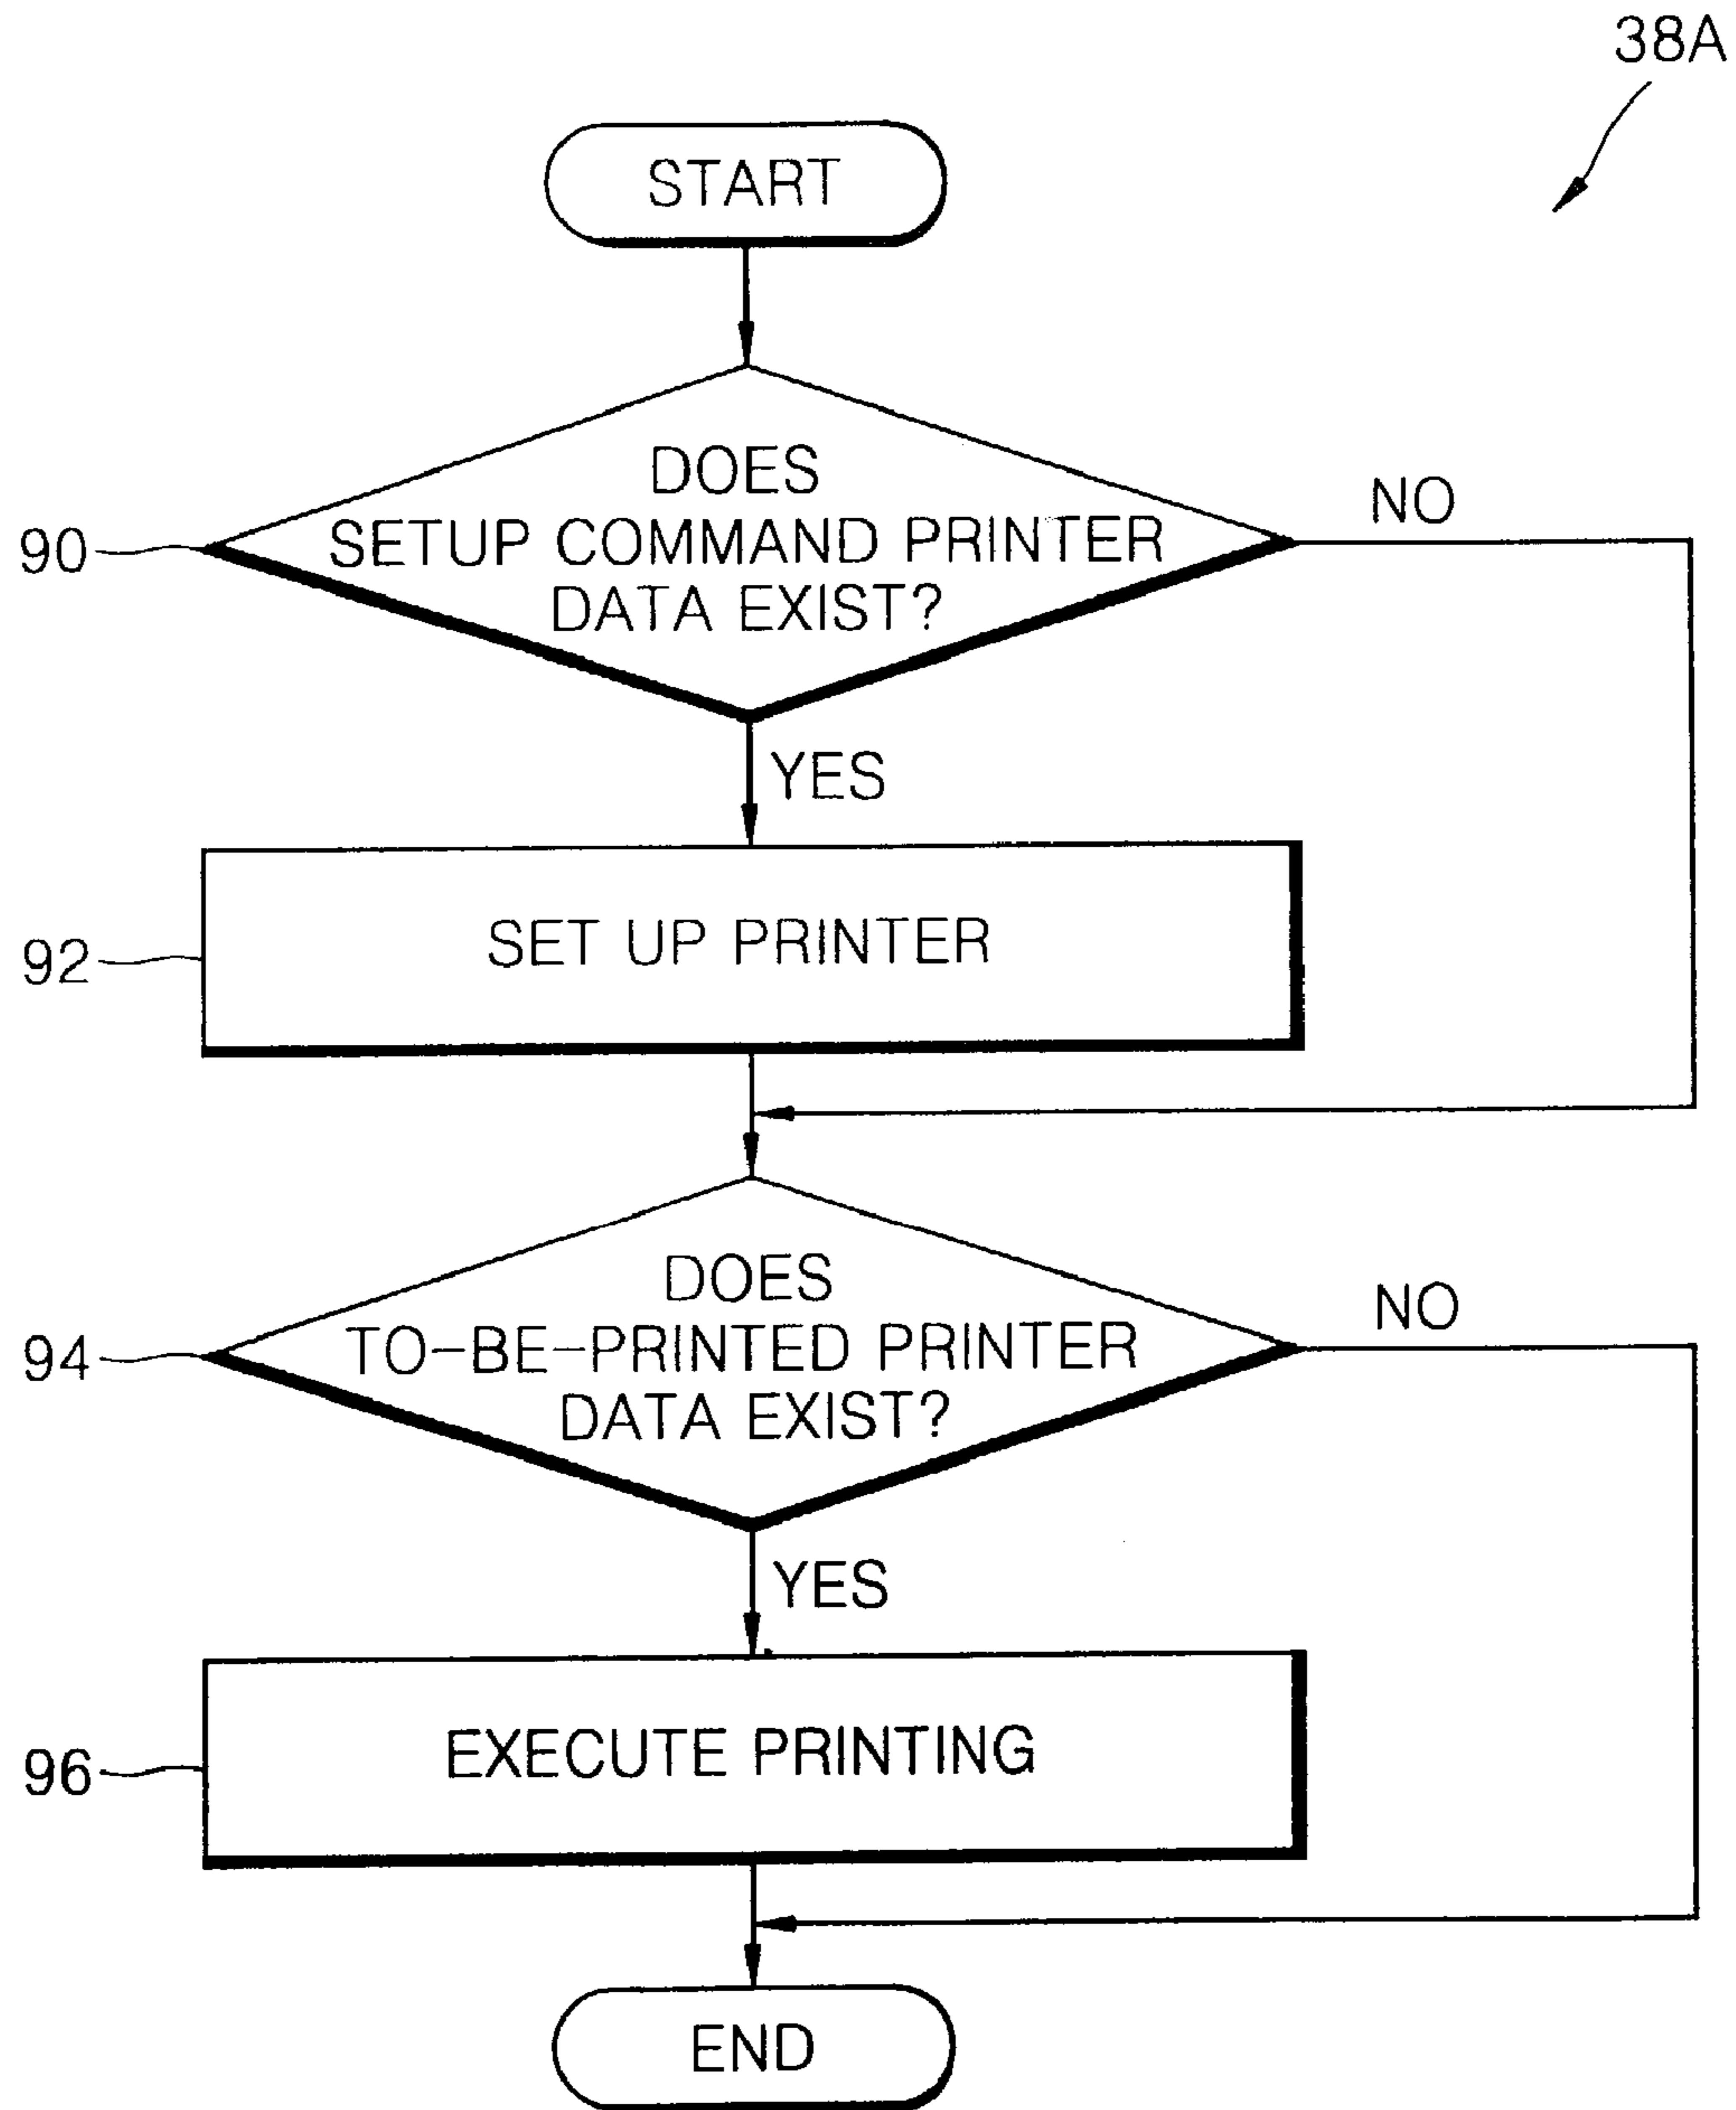 38A
START
DOES
SETUP COMMAND PRINTER
DATA EXIST?
NO
90
YES
SET UP PRINTER
92
DOES
TO-BE-PRINTED PRINTER
DATA EXIST?
NO
94
YES
EXECUTE PRINTING
96
END